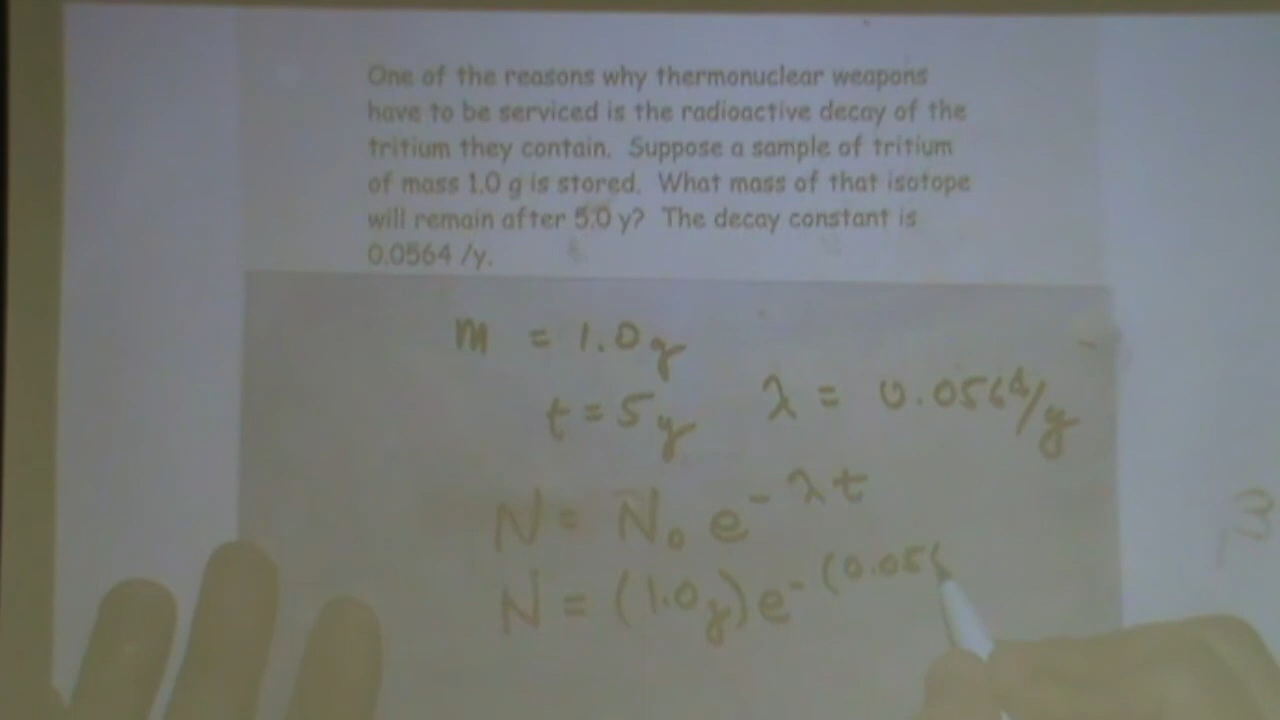 One of the reasons why thermonuclear weapons
have to be serviced is the radioactive decay of the
tritium they contain. Suppose a sample of tritium
of mass 1.0 g is stored. What mass of that isotope
will remain after 5.0 y? The decay constant is
0.0564 /y.
m = 1.0g
t = 5y λ = 0.0564/y
N = N₀ e^-λt
N = (1.0g)e^-(0.056